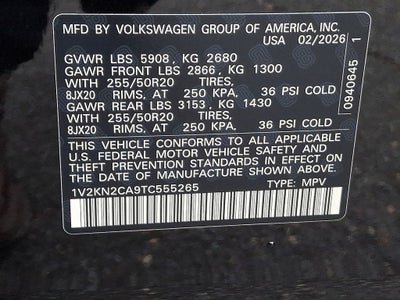 MFD BY VOLKSWAGEN GROUP OF AMERICA, INC.
USA 02/2026
GVWR LBS 5908, KG 2680
GAWR FRONT LBS 2866, KG 1300
WITH 255/50R20 TIRES,
8JX20 RIMS, AT 250 KPA, 36 PSI COLD
GAWR REAR LBS 3153, KG 1430
WITH 255/50R20 TIRES,
8JX20 RIMS, AT 250 KPA, 36 PSI COLD
THIS VEHICLE CONFORMS TO ALL APPLICABLE
U.S. FEDERAL MOTOR VEHICLE SAFETY AND
THEFT PREVENTION STANDARDS IN EFFECT ON
THE DATE OF MANUFACTURE SHOWN ABOVE.
1V2KN2CA9TC555265 TYPE: MPV
0940645 1